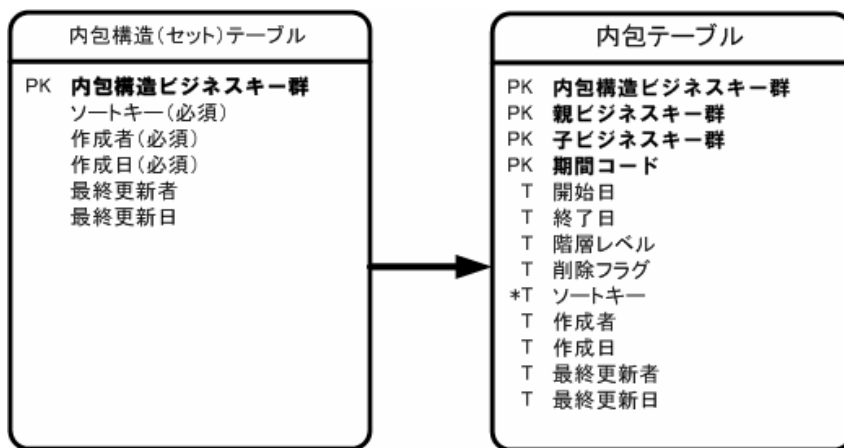 内包構造(セット)テーブル
PK 内包構造ビジネスキー群
ソートキー(必須)
作成者(必須)
作成日(必須)
最終更新者
最終更新日
内包テーブル
PK 内包構造ビジネスキー群
PK 親ビジネスキー群
PK 子ビジネスキー群
PK 期間コード
T 開始日
T 終了日
T 階層レベル
T 削除フラグ
*T ソートキー
T 作成者
T 作成日
T 最終更新者
T 最終更新日